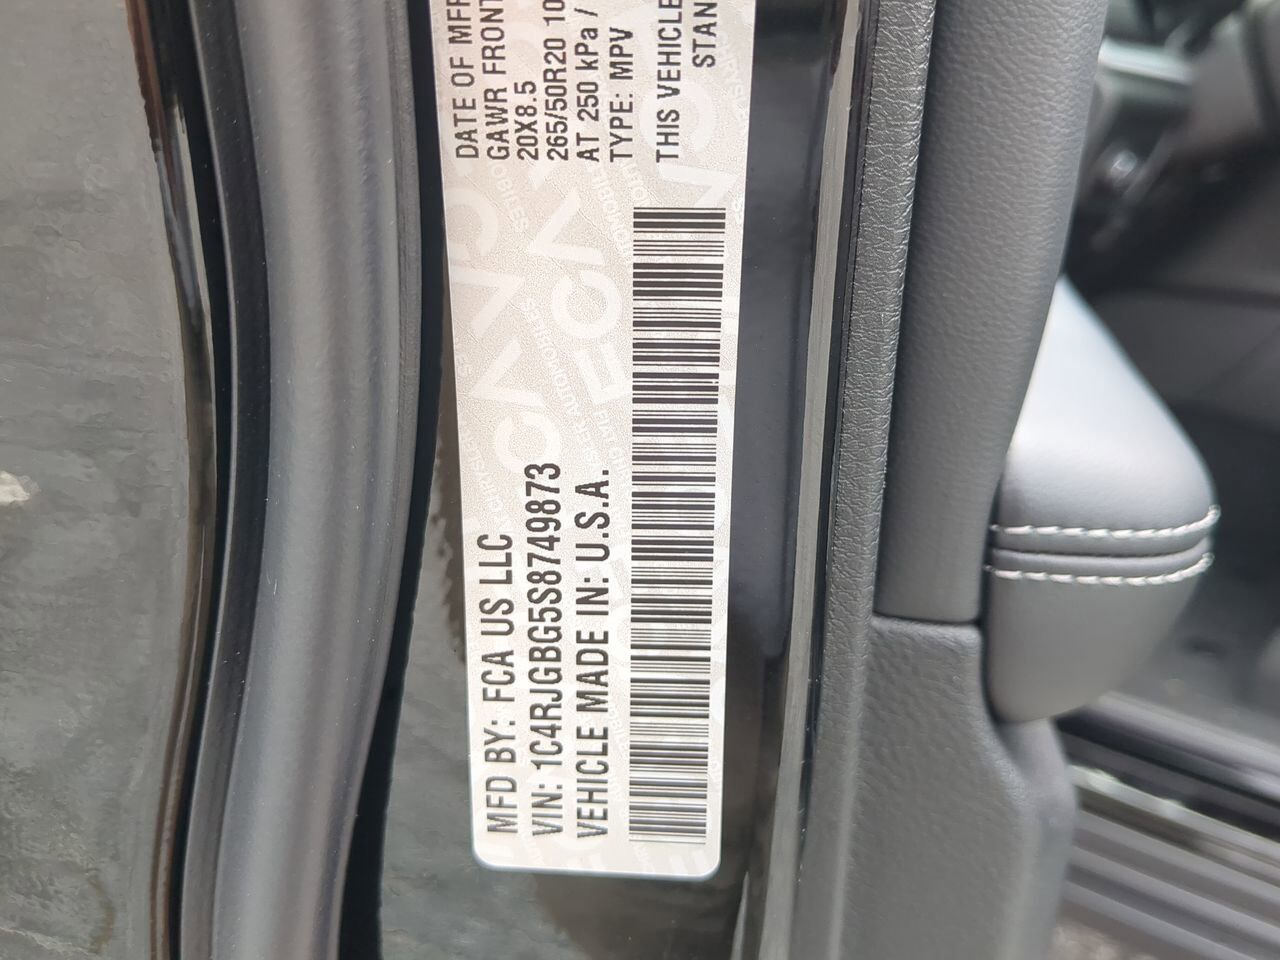 MFD BY: FCA US LLC
VIN: 1C4RJGBG5S8749873
VEHICLE MADE IN: U.S.A.
DATE OF MFR
GAWR FRONT
20X8.5
265/50R20 10
AT 250 kPa /
TYPE: MPV
THIS VEHICLE
STAN